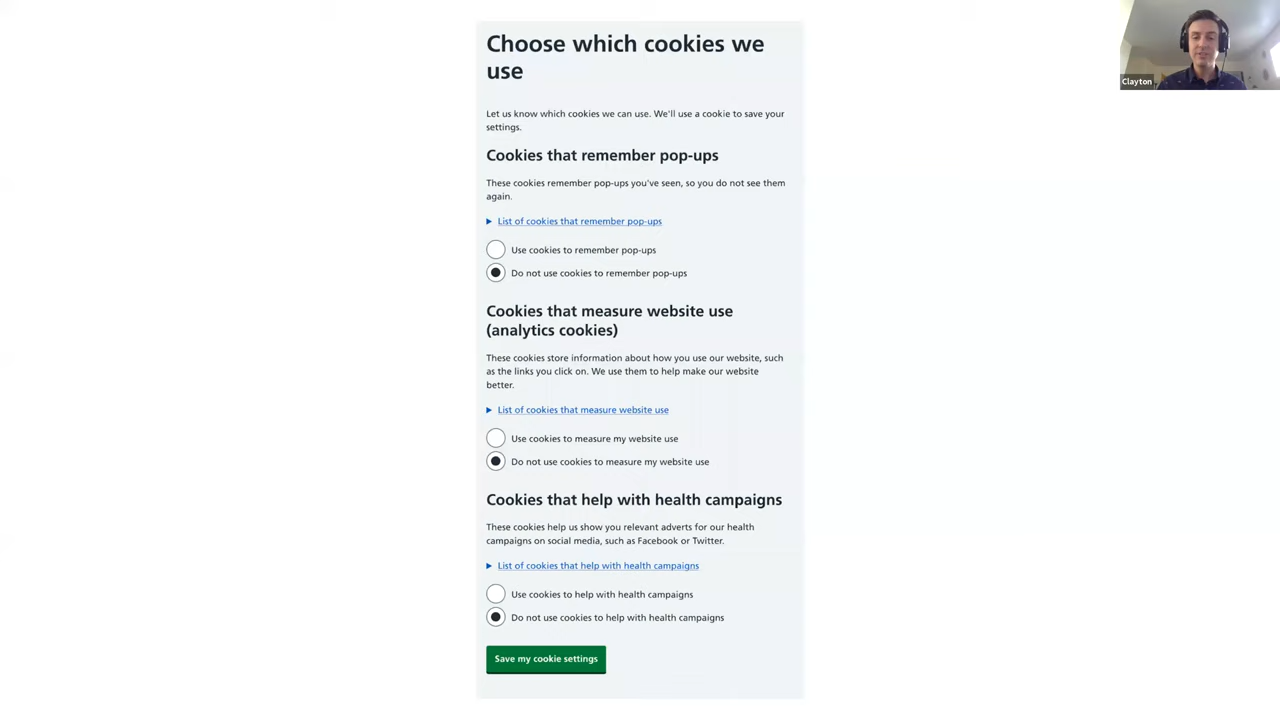 Choose which cookies we
use
Let us know which cookies we can use. We'll use a cookie to save your
settings.
Cookies that remember pop-ups
These cookies remember pop-ups you've seen, so you do not see them
again.
List of cookies that remember pop-ups
Use cookies to remember pop-ups
Do not use cookies to remember pop-ups
Cookies that measure website use
(analytics cookies)
These cookies store information about how you use our website, such
as the links you click on. We use them to help make our website
better.
List of cookies that measure website use
Use cookies to measure my website use
Do not use cookies to measure my website use
Cookies that help with health campaigns
These cookies help us show you relevant adverts for our health
campaigns on social media, such as Facebook or Twitter.
List of cookies that help with health campaigns
Use cookies to help with health campaigns
Do not use cookies to help with health campaigns
Save my cookie settings
Clayton